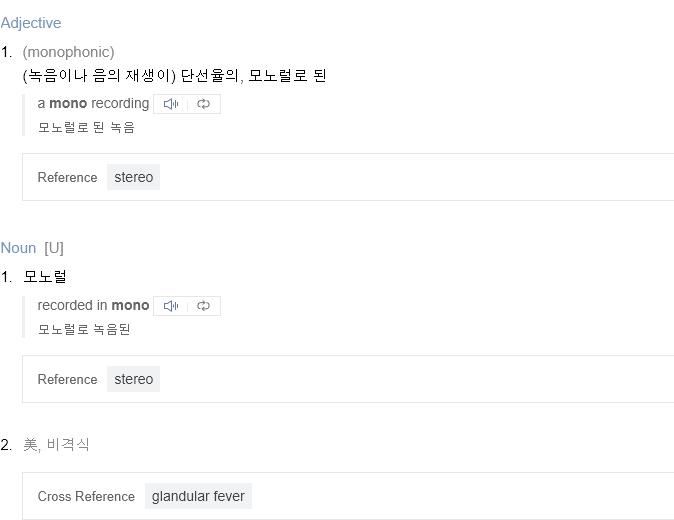 Adjective
1. (monophonic)
(녹음이나 음의 재생이) 단선율의, 모노럴로 된
a mono recording
모노럴로 된 녹음
Reference stereo
Noun [U]
1. 모노럴
recorded in mono
모노럴로 녹음된
Reference stereo
2. 美, 비격식
Cross Reference glandular fever